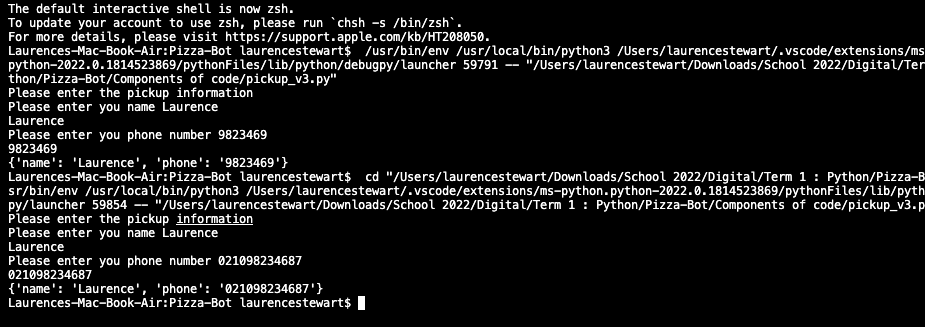 The default interactive shell is now zsh.
To update your account to use zsh, please run `chsh -s /bin/zsh`.
For more details, please visit https://support.apple.com/kb/HT208050.
Laurences-Mac-Book-Air:Pizza-Bot laurencestewart$  /usr/bin/env /usr/local/bin/python3 /Users/laurencestewart/.vscode/extensions/ms
python-2022.0.1814523869/pythonFiles/lib/python/debugpy/launcher 59791 -- "/Users/laurencestewart/Downloads/School 2022/Digital/Ter
thon/Pizza-Bot/Components of code/pickup_v3.py"
Please enter the pickup information
Please enter you name Laurence
Laurence
Please enter you phone number 9823469
9823469
{'name': 'Laurence', 'phone': '9823469'}
Laurences-Mac-Book-Air:Pizza-Bot laurencestewart$  cd "/Users/laurencestewart/Downloads/School 2022/Digital/Term 1 : Python/Pizza-B
sr/bin/env /usr/local/bin/python3 /Users/laurencestewart/.vscode/extensions/ms-python.python-2022.0.1814523869/pythonFiles/lib/pyth
py/launcher 59854 -- "/Users/laurencestewart/Downloads/School 2022/Digital/Term 1 : Python/Pizza-Bot/Components of code/pickup_v3.p
Please enter the pickup information
Please enter you name Laurence
Laurence
Please enter you phone number 021098234687
021098234687
{'name': 'Laurence', 'phone': '021098234687'}
Laurences-Mac-Book-Air:Pizza-Bot laurencestewart$